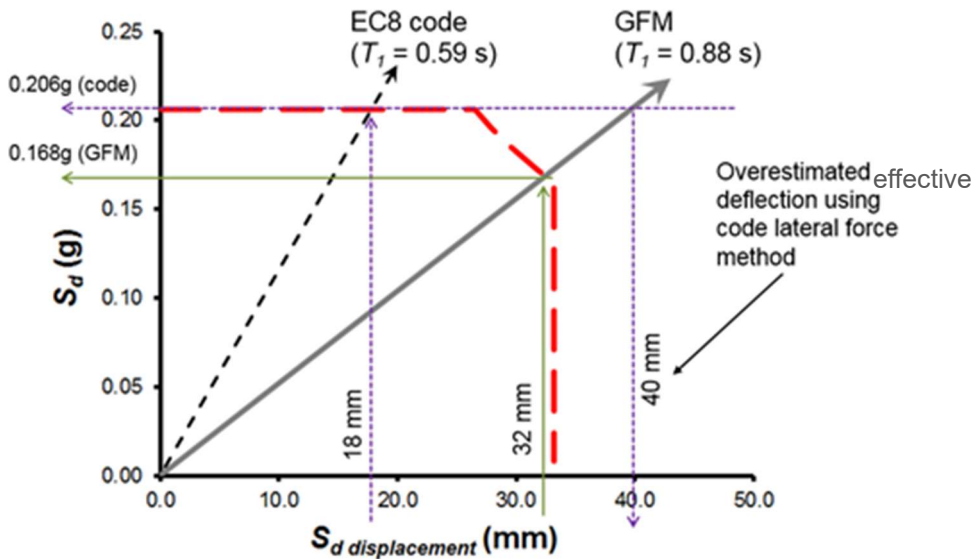 EC8 code
(T1 = 0.59 s)
GFM
(T1 = 0.88 s)
0.25
0.206g (code)
0.20
0.168g (GFM)
0.15
0.10
0.05
0.00
Sd (g)
Overestimated effective
deflection using
code lateral force
method
18 mm
32 mm
40 mm
0.0
10.0
20.0
30.0
40.0
50.0
Sd displacement (mm)